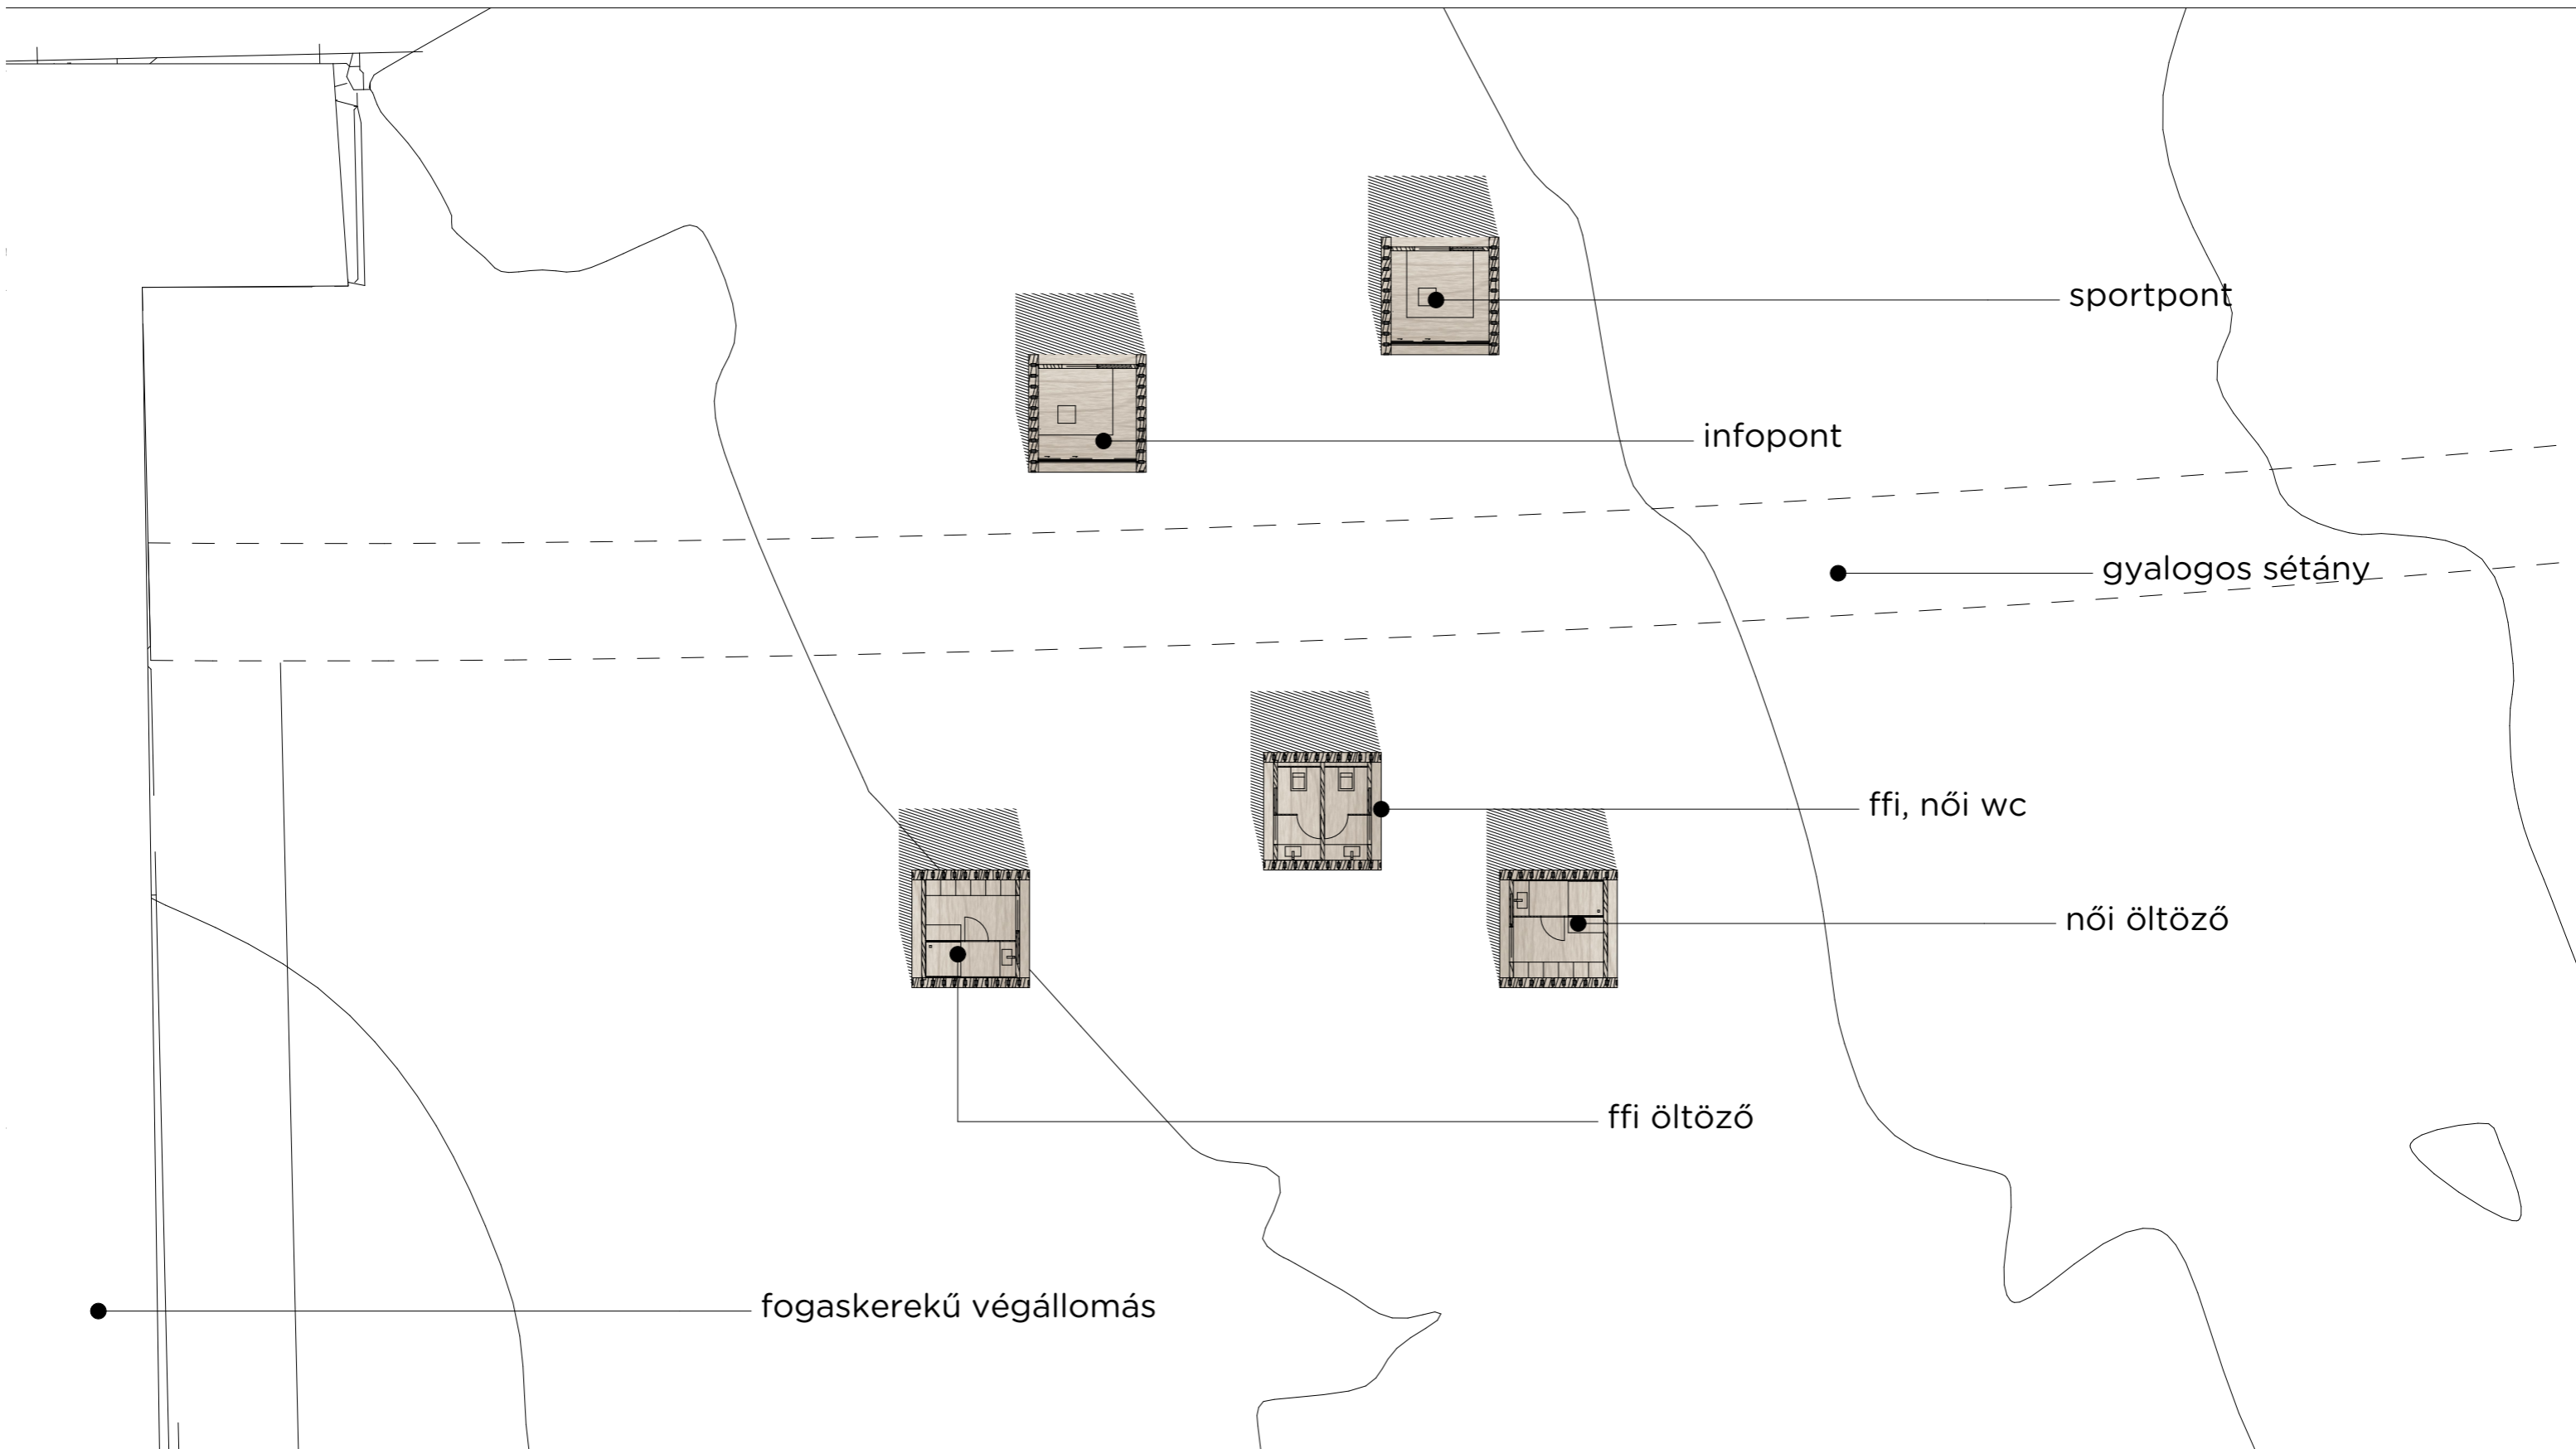 sportpont
infopont
gyalogos sétány
ffi, női wc
női öltöző
ffi öltöző
fogaskerekű végállomás